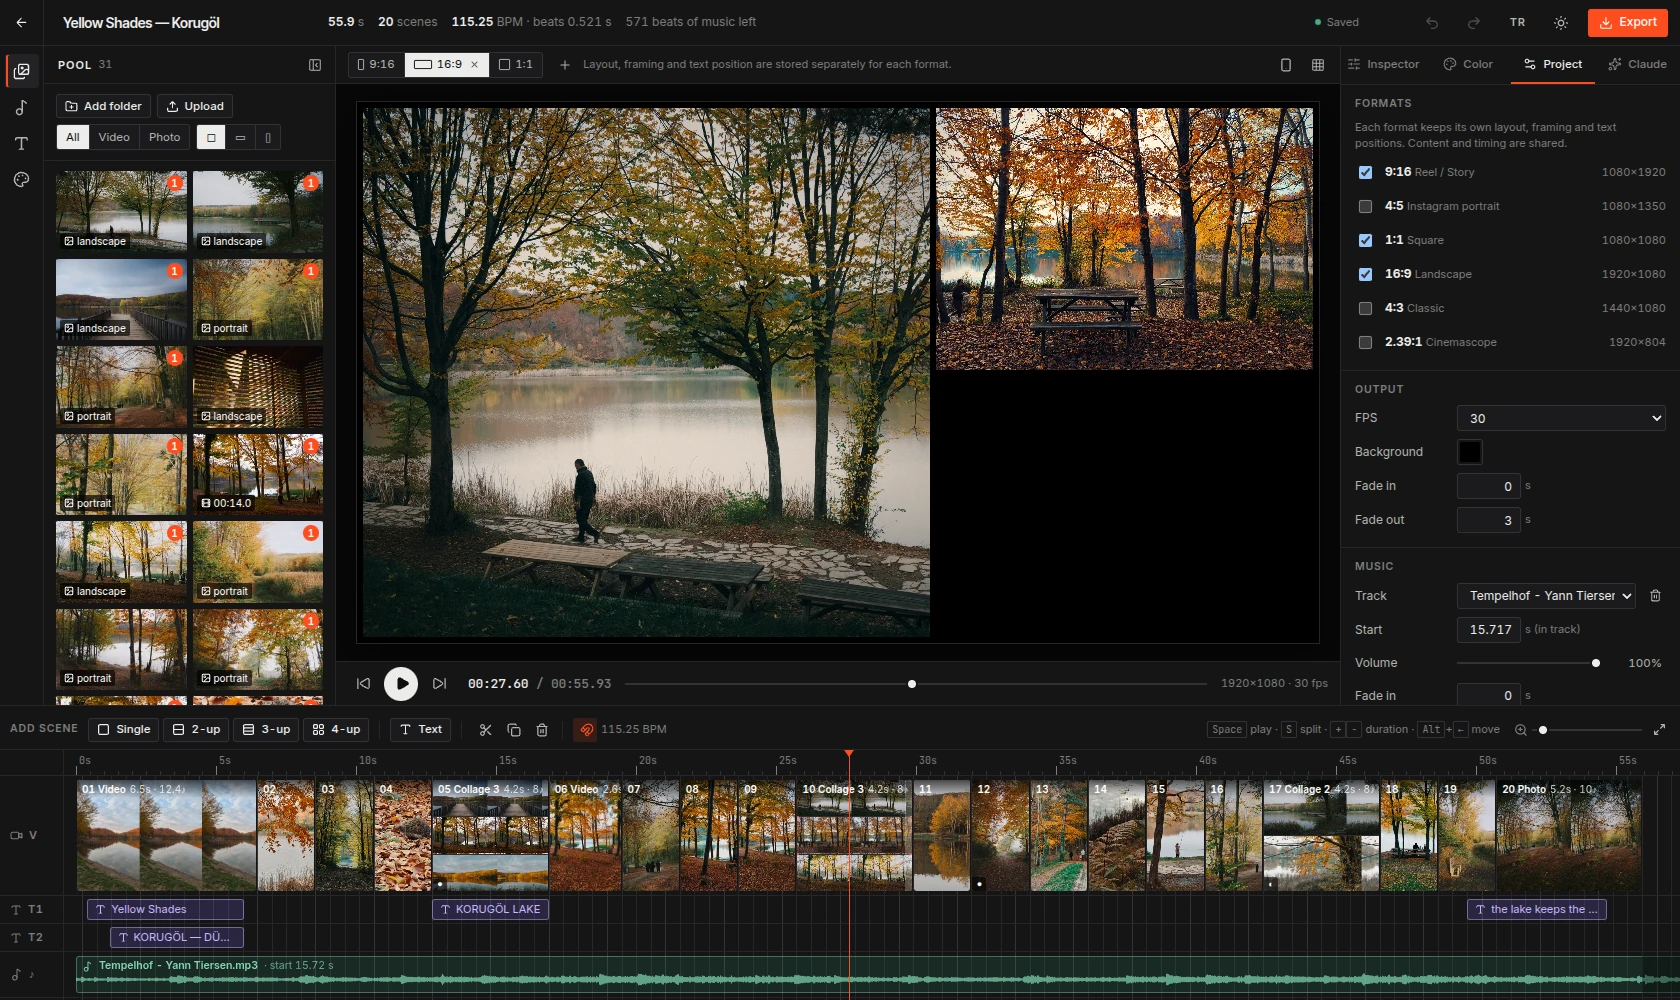 Yellow Shades — Korugöl
55.9 s 20 scenes 115.25 BPM · beats 0.521 s 571 beats of music left
Saved
TR
Export
POOL 31
9:16 16:9 × 1:1
Layout, framing and text position are stored separately for each format.
Inspector Color Project Claude
Add folder Upload
All Video Photo
1 landscape 1 landscape
1 landscape 1 portrait
1 portrait landscape
1 portrait 1 00:14.0
1 landscape 1 portrait
1 portrait 1 portrait
FORMATS
Each format keeps its own layout, framing and text
positions. Content and timing are shared.
9:16 Reel / Story 1080×1920
4:5 Instagram portrait 1080×1350
1:1 Square 1080×1080
16:9 Landscape 1920×1080
4:3 Classic 1440×1080
2.39:1 Cinemascope 1920×804
OUTPUT
FPS 30
Background
Fade in 0 s
Fade out 3 s
MUSIC
Track Tempelhof - Yann Tierser
Start 15.717 s (in track)
Volume 100%
Fade in 0 s
00:27.60 / 00:55.93
1920×1080 · 30 fps
ADD SCENE Single 2-up 3-up 4-up Text 115.25 BPM
Space play · S split · + - duration · Alt + ← move
0s 5s 10s 15s 20s 25s 30s 35s 40s 45s 50s 55s
V
01 Video 6.5s · 12.4♪ 02 03 04 05 Collage 3 4.2s · 8♪ 06 Video 2.6s 07 08 09 10 Collage 3 4.2s · 8♪ 11 12 13 14 15 16 17 Collage 2 4.2s · 8♪ 18 19 20 Photo 5.2s · 10♪
T1 Yellow Shades KORUGÖL LAKE the lake keeps the ...
T2 KORUGÖL — DÜ...
Tempelhof - Yann Tiersen.mp3 · start 15.72 s